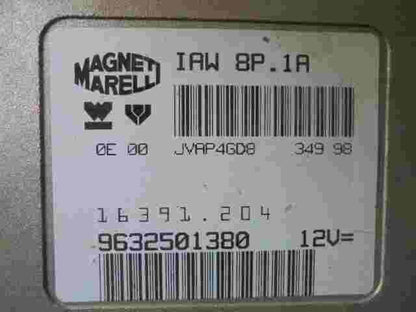 MAGNETI MARELLI IAW 8P.1A
0E 00 JVAP4GD8 349 98
16391.204
9632501380 12V=